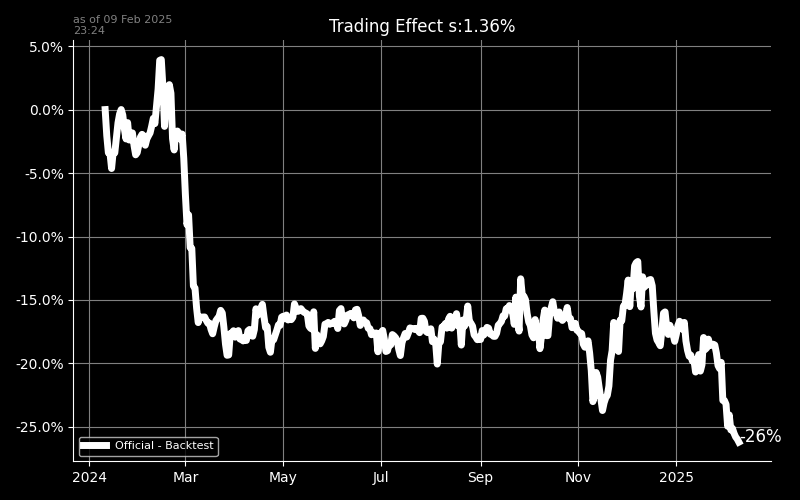 as of 09 Feb 2025
23:24
Trading Effect s:1.36%
5.0%
0.0%
-5.0%
-10.0%
-15.0%
-20.0%
-25.0%
-26%
Official - Backtest
2024 Mar May Jul Sep Nov 2025